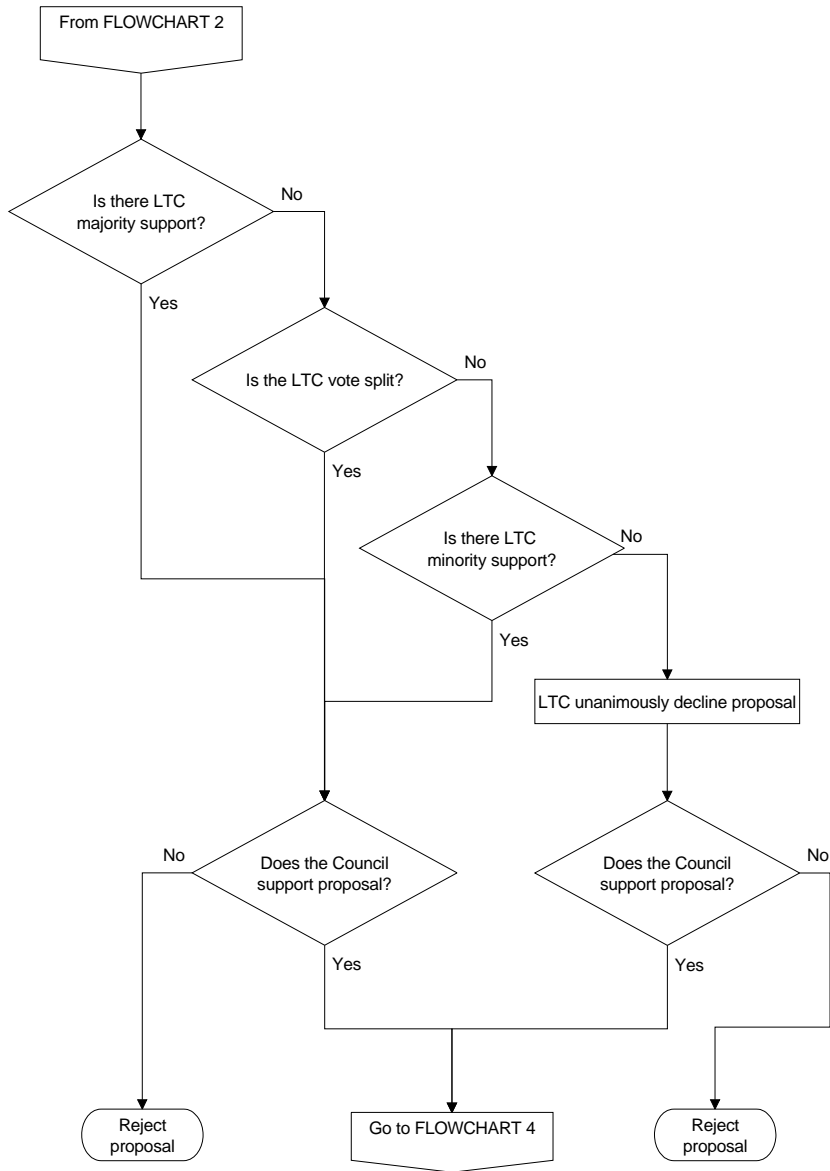 From FLOWCHART 2
Is there LTC
majority support?
No
Yes
Is the LTC vote split?
No
Yes
Is there LTC
minority support?
No
Yes
LTC unanimously decline proposal
No
Does the Council
support proposal?
Yes
Does the Council
support proposal?
No
Yes
Reject
proposal
Go to FLOWCHART 4
Reject
proposal